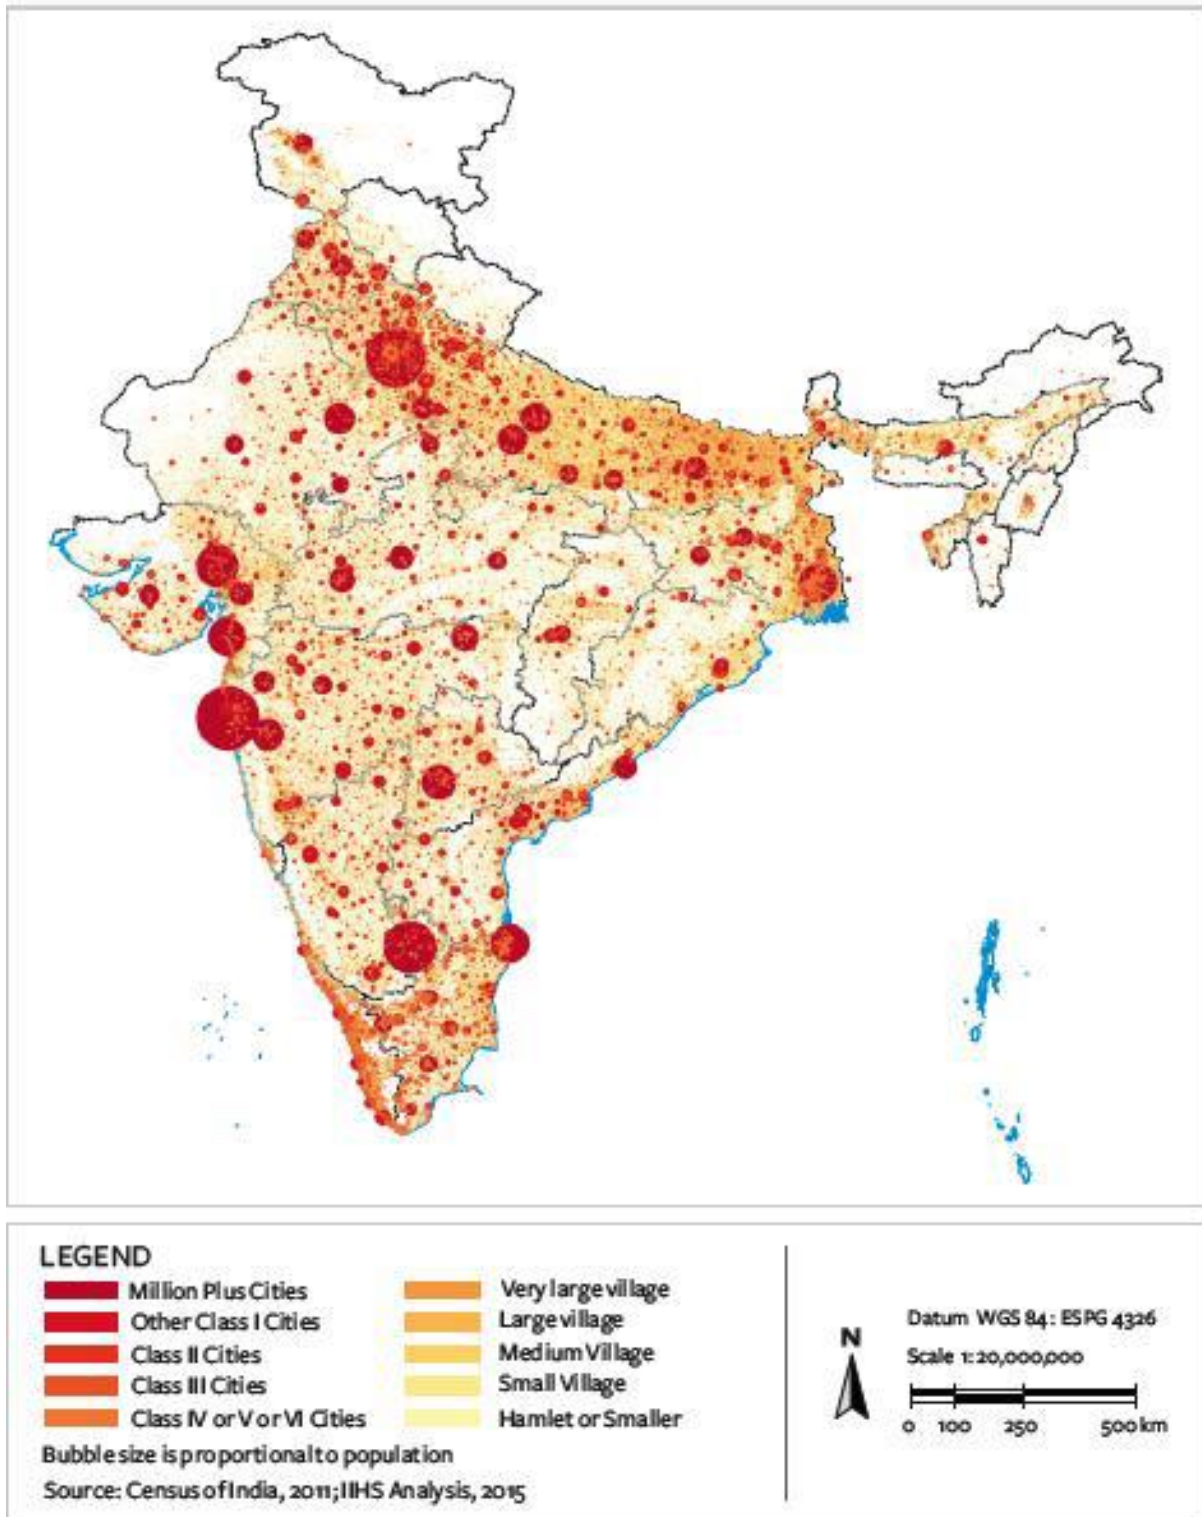 LEGEND
Million Plus Cities
Other Class I Cities
Class II Cities
Class III Cities
Class IV or V or VI Cities
Very large village
Large village
Medium Village
Small Village
Hamlet or Smaller
Bubble size is proportional to population
Source: Census of India, 2011; IIHS Analysis, 2015
N
Datum WGS 84: ESPG 4326
Scale 1: 20,000,000
0 100 250 500 km